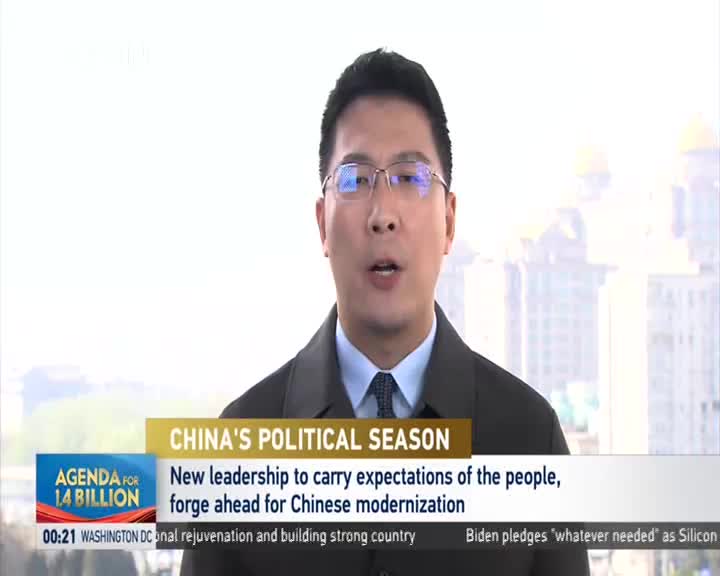 CHINA'S POLITICAL SEASON
New leadership to carry expectations of the people,
forge ahead for Chinese modernization
AGENDA FOR
1.4 BILLION
00:21 WASHINGTON DC
onal rejuvenation and building strong country Biden pledges "whatever needed" as Silicon